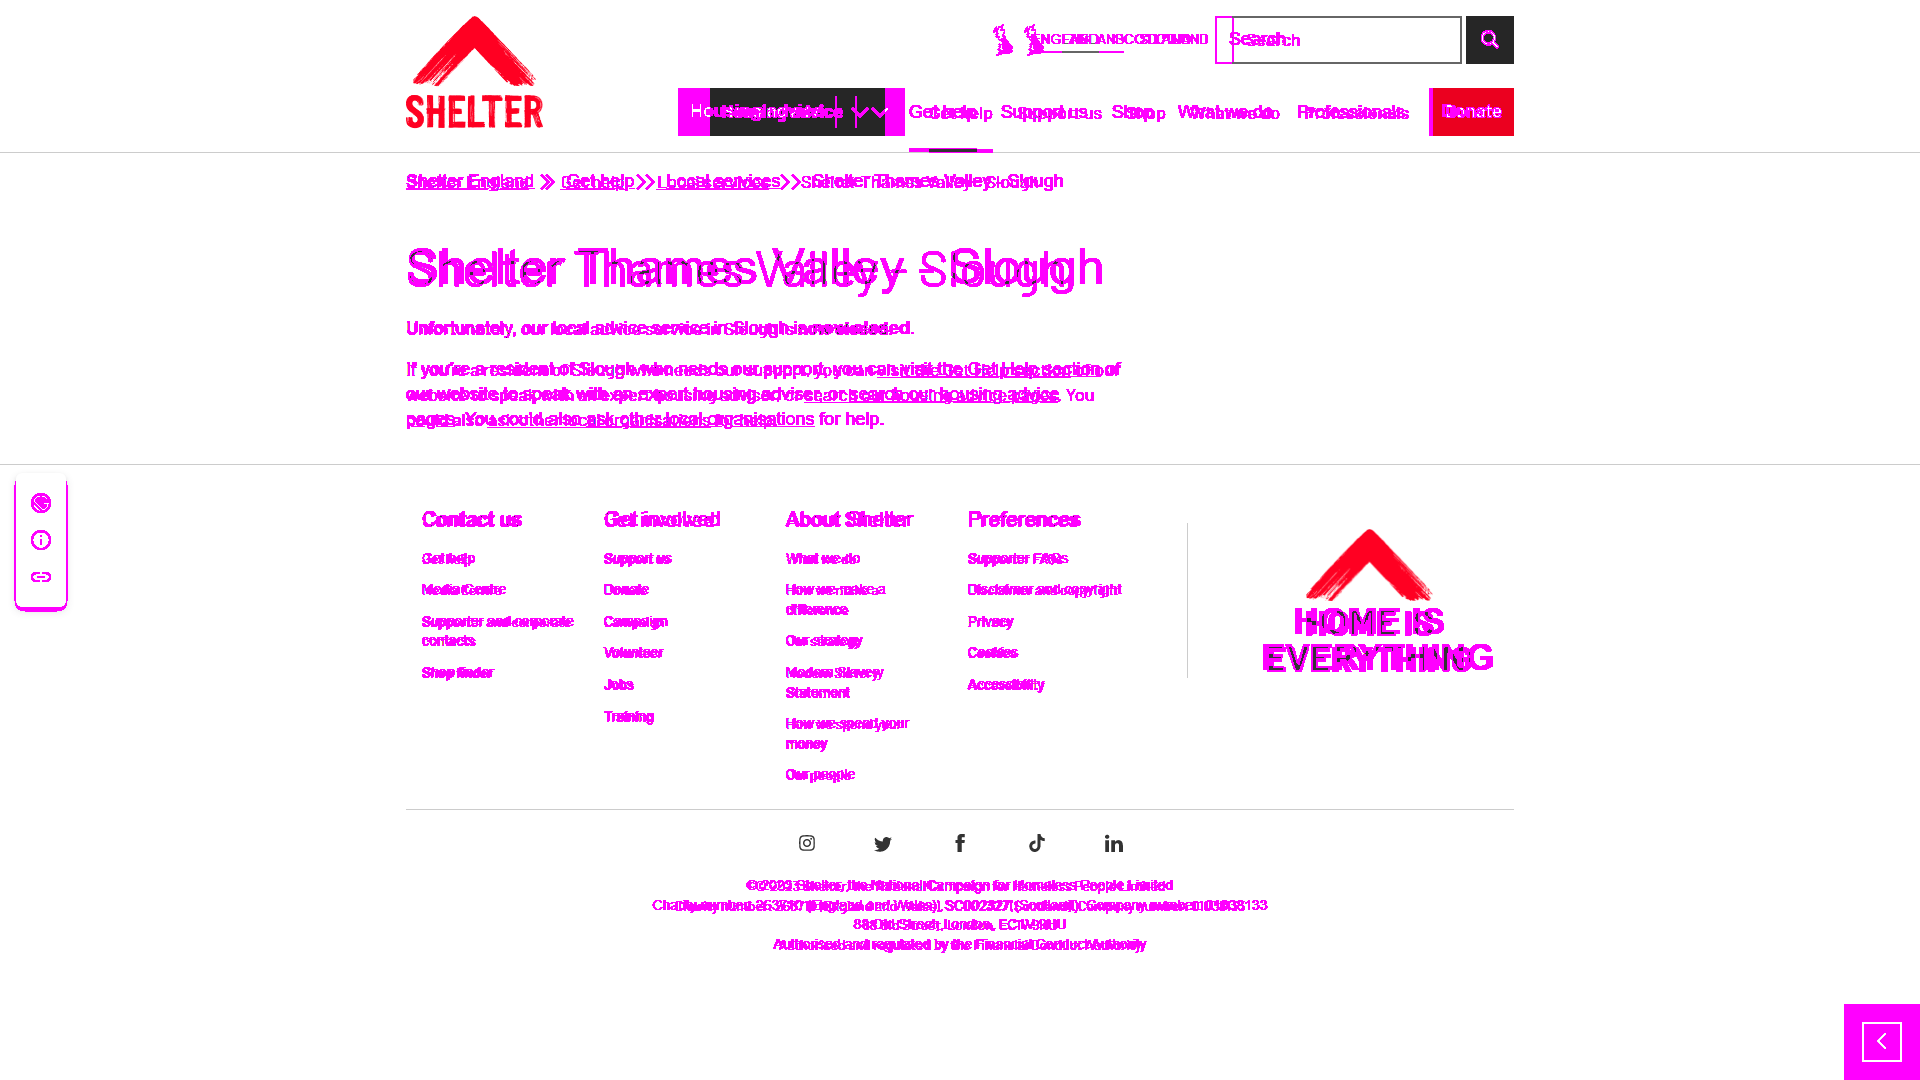 SHELTER
ENGLAND SCOTLAND
Search
Housing advice Get help Support us Shop What we do Professionals Donate
Shelter England Get help Local services Shelter Thames Valley - Slough
Shelter Thames Valley - Slough
Unfortunately, our local advice service in Slough is now closed.
If you're a resident of Slough who needs our support, you can visit the Get Help section of
our website to speak with an expert housing adviser or search our housing advice
pages. You could also ask other local organisations for help.
Contact us
Get help
Media Centre
Supporter and corporate
contacts
Shop finder
Get involved
Support us
Donate
Campaign
Volunteer
Jobs
Training
About Shelter
What we do
How we make a
difference
Our strategy
Modern Slavery
Statement
How we spend your
money
Our people
Preferences
Supporter FAQs
Disclaimer and copyright
Privacy
Cookies
Accessibility
HOME IS
EVERYTHING
Shelter, the National Campaign for Homeless People Limited
Charity number: 263710 (England and Wales), SC002327 (Scotland). Company number 01038133
88 Old Street, London, EC1V 9HU
Authorised and regulated by the Financial Conduct Authority